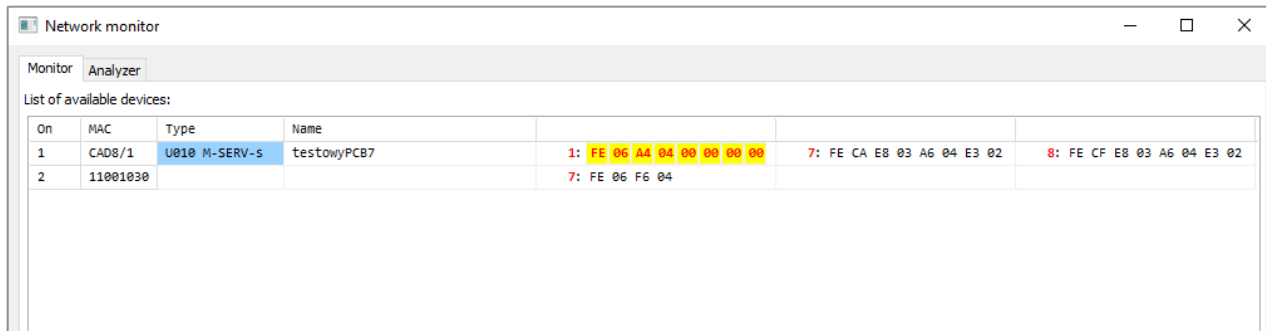 Network monitor
Monitor Analyzer
List of available devices:
On MAC Type Name
1 CAD8/1 U010 M-SERV-s testowyPCB7 1: FE 06 A4 04 00 00 00 00 7: FE CA E8 03 A6 04 E3 02 8: FE CF E8 03 A6 04 E3 02
2 11001030 7: FE 06 F6 04